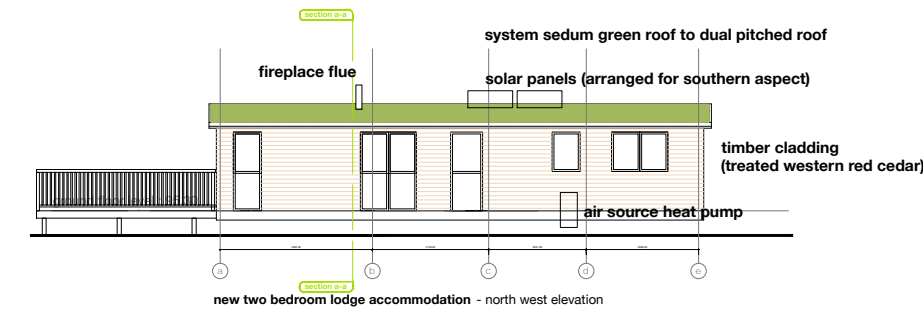 section a-a
system sedum green roof to dual pitched roof
fireplace flue
solar panels (arranged for southern aspect)
timber cladding
(treated western red cedar)
air source heat pump
a b c d e
section a-a
new two bedroom lodge accommodation - north west elevation